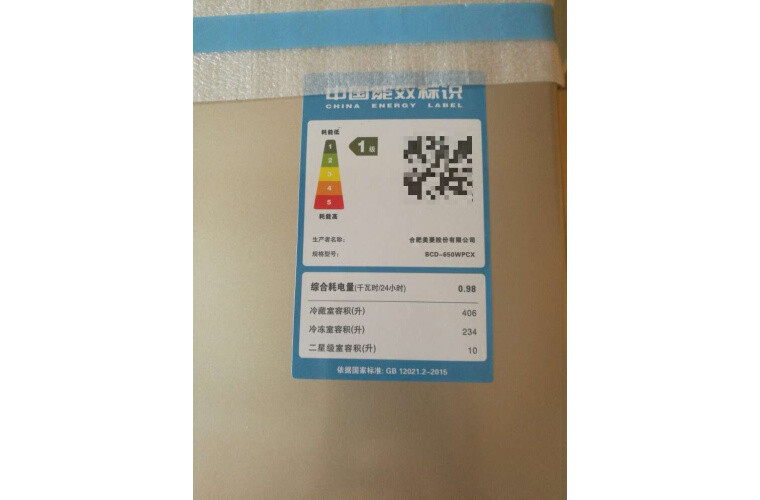 中国能效标识
CHINA ENERGY LABEL
耗能低
1
2
3
4
5
耗能高
1级
生产者名称: 合肥美菱股份有限公司
规格型号: BCD-650WPCX
综合耗电量(千瓦时/24小时) 0.98
冷藏室容积(升) 406
冷冻室容积(升) 234
二星级室容积(升) 10
依据国家标准: GB 12021.2-2015